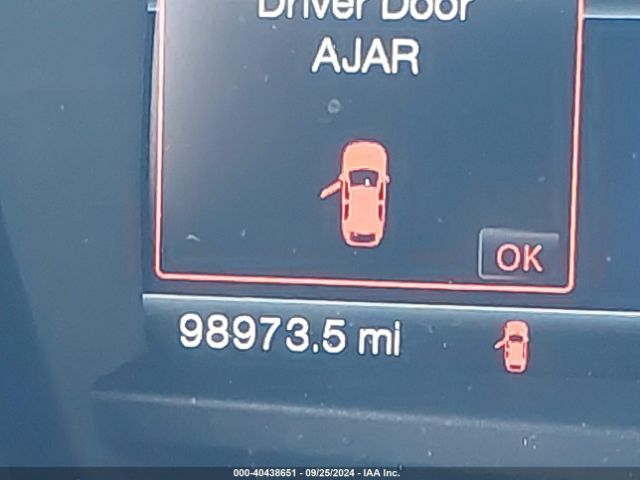 Driver Door
AJAR
OK
98973.5 mi
000-40438651 - 09/25/2024 - IAA Inc.